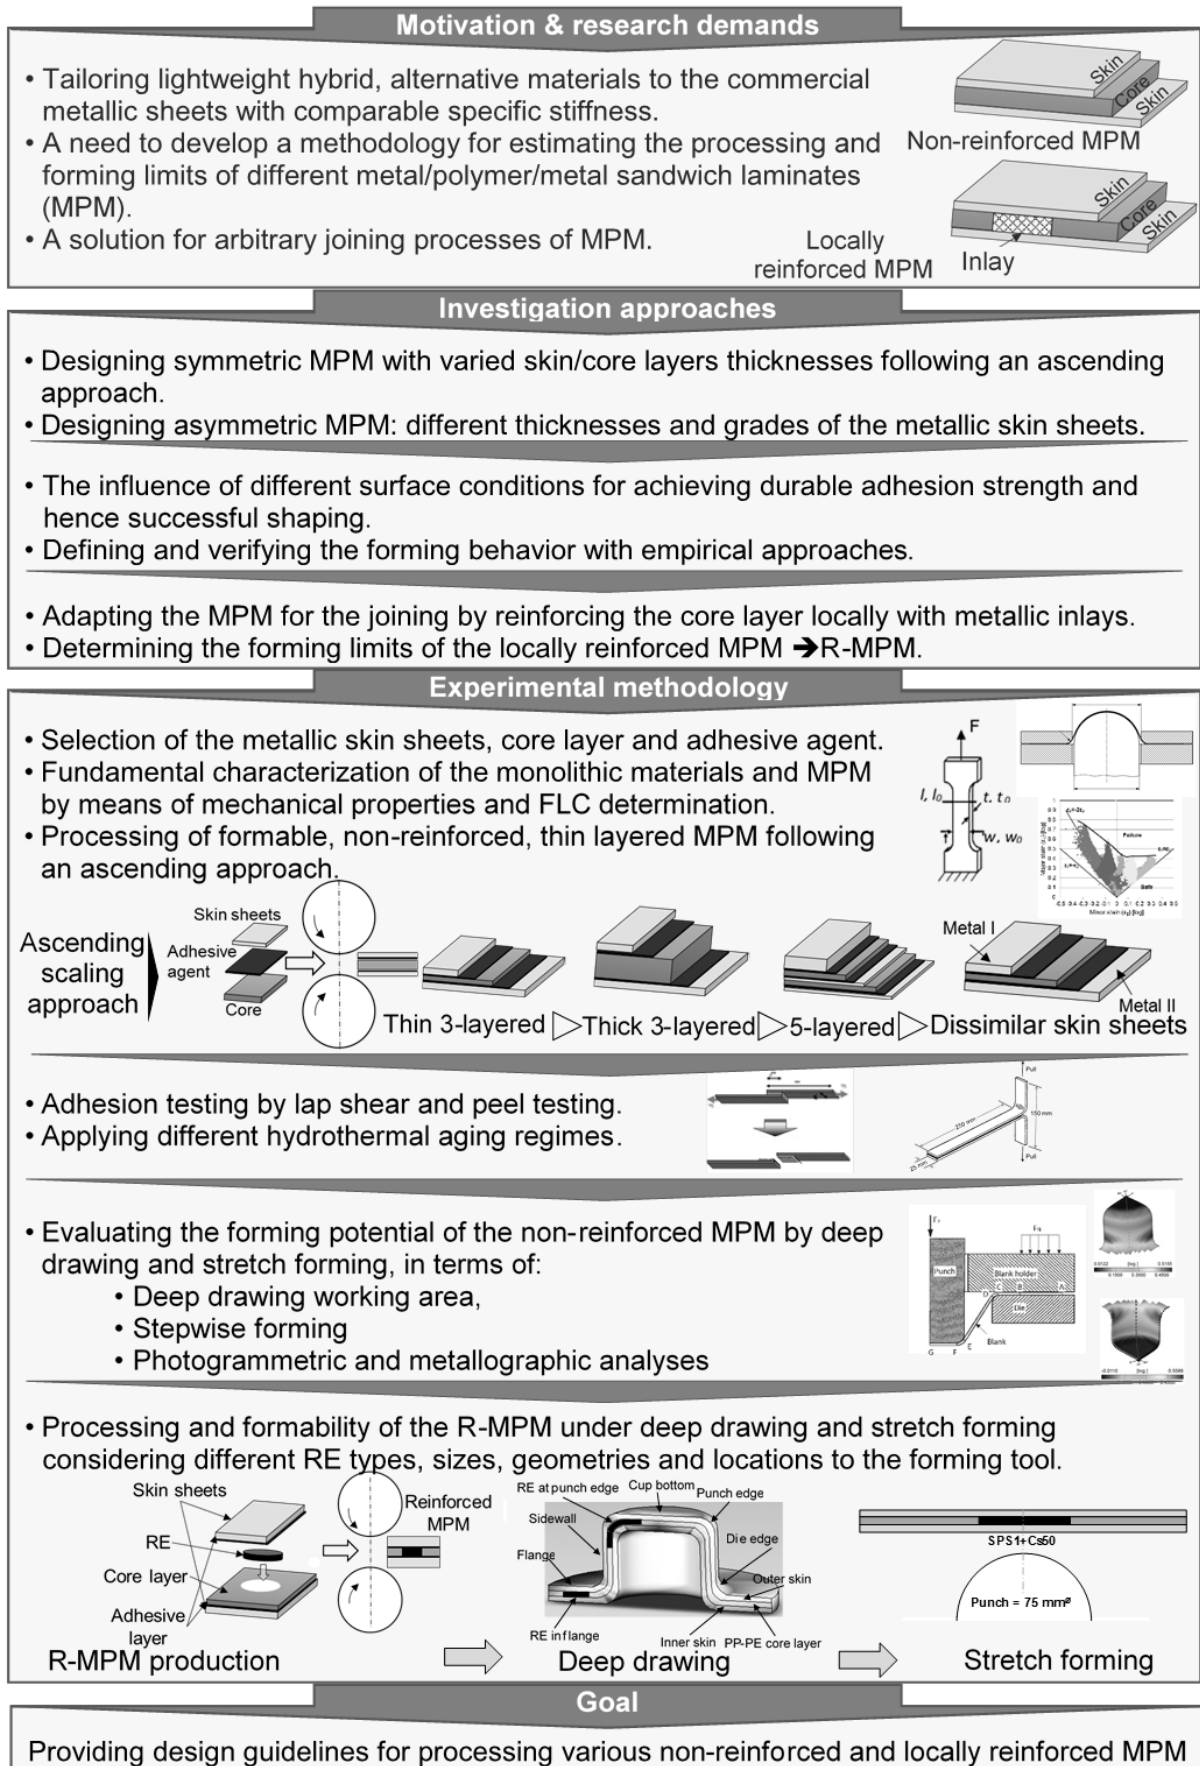 Motivation & research demands
• Tailoring lightweight hybrid, alternative materials to the commercial
metallic sheets with comparable specific stiffness.
• A need to develop a methodology for estimating the processing and
forming limits of different metal/polymer/metal sandwich laminates
(MPM).
• A solution for arbitrary joining processes of MPM.
Skin
Core
Skin
Non-reinforced MPM
Skin
Core
Skin
Locally
reinforced MPM
Inlay
Investigation approaches
• Designing symmetric MPM with varied skin/core layers thicknesses following an ascending
approach.
• Designing asymmetric MPM: different thicknesses and grades of the metallic skin sheets.
• The influence of different surface conditions for achieving durable adhesion strength and
hence successful shaping.
• Defining and verifying the forming behavior with empirical approaches.
• Adapting the MPM for the joining by reinforcing the core layer locally with metallic inlays.
• Determining the forming limits of the locally reinforced MPM ➔R-MPM.
Experimental methodology
• Selection of the metallic skin sheets, core layer and adhesive agent.
• Fundamental characterization of the monolithic materials and MPM
by means of mechanical properties and FLC determination.
• Processing of formable, non-reinforced, thin layered MPM following
an ascending approach.
F
l, l₀
t, t₀
w, w₀
Failure
Safe
Major strain (ε₁) [log]
Minor strain (ε₂) [log]
Ascending
scaling
approach
Skin sheets
Adhesive
agent
Core
Metal I
Metal II
Thin 3-layered ▷ Thick 3-layered ▷ 5-layered ▷ Dissimilar skin sheets
• Adhesion testing by lap shear and peel testing.
• Applying different hydrothermal aging regimes.
Pull
150 mm
250 mm
25 mm
Pull
• Evaluating the forming potential of the non-reinforced MPM by deep
drawing and stretch forming, in terms of:
• Deep drawing working area,
• Stepwise forming
• Photogrammetric and metallographic analyses
Punch
Blank holder
C B A
D
Die
Blank
G F E
• Processing and formability of the R-MPM under deep drawing and stretch forming
considering different RE types, sizes, geometries and locations to the forming tool.
Skin sheets
RE
Core layer
Adhesive
layer
Reinforced
MPM
RE at punch edge
Cup bottom
Punch edge
Sidewall
Die edge
Flange
Outer skin
RE in flange
Inner skin
PP-PE core layer
SPS1+Cs50
Punch = 75 mmᵠ
R-MPM production
Deep drawing
Stretch forming
Goal
Providing design guidelines for processing various non-reinforced and locally reinforced MPM